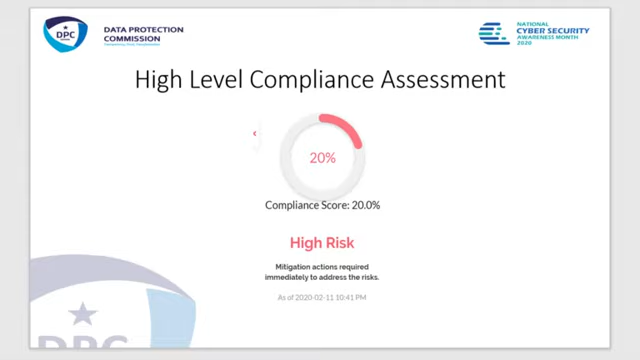 DPC
DATA PROTECTION
COMMISSION
NATIONAL
CYBER SECURITY
AWARENESS MONTH
2020
High Level Compliance Assessment
20%
Compliance Score: 20.0%
High Risk
Mitigation actions required
immediately to address the risks.
As of 2020-02-11 10:41 PM
DPC